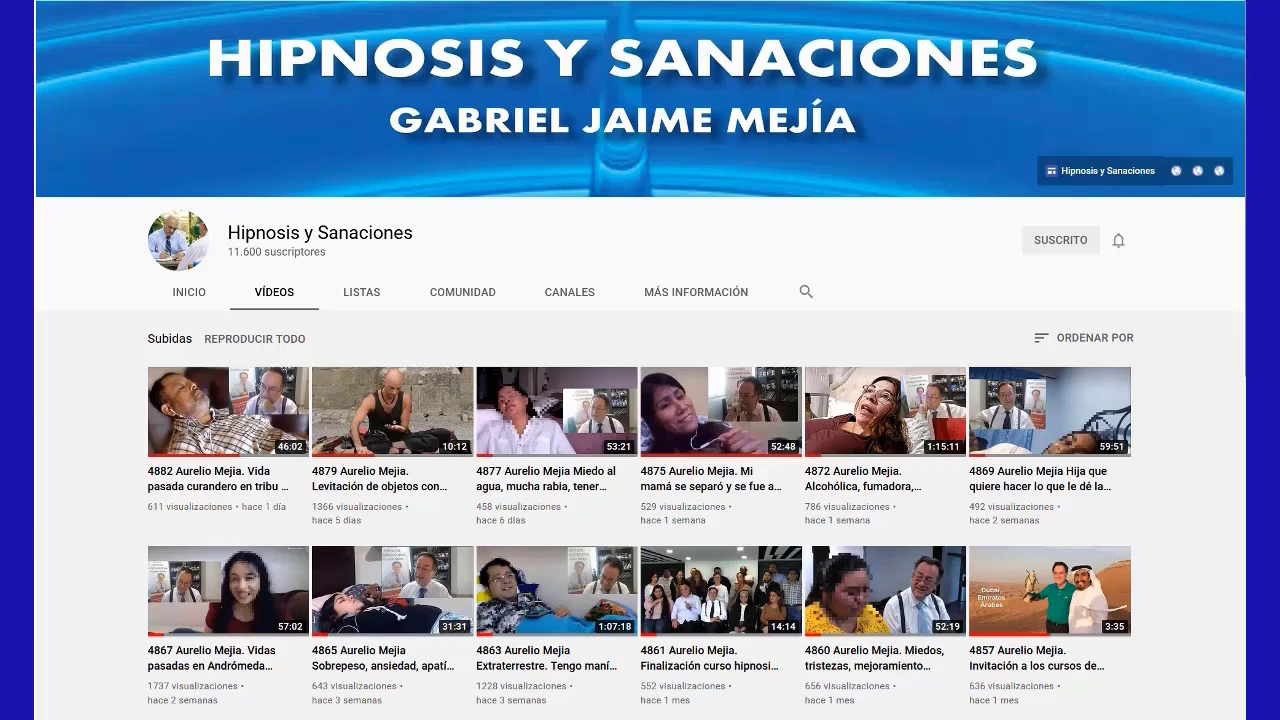 HIPNOSIS Y SANACIONES
GABRIEL JAIME MEJÍA
Hipnosis y Sanaciones
Hipnosis y Sanaciones
11.600 suscriptores
SUSCRITO
INICIO
VÍDEOS
LISTAS
COMUNIDAD
CANALES
MÁS INFORMACIÓN
Subidas
REPRODUCIR TODO
ORDENAR POR
46:02
4882 Aurelio Mejia. Vida
pasada curandero en tribu ...
611 visualizaciones • hace 1 día
10:12
4879 Aurelio Mejia.
Levitación de objetos con...
1366 visualizaciones •
hace 5 días
53:21
4877 Aurelio Mejia Miedo al
agua, mucha rabia, tener...
458 visualizaciones •
hace 6 días
52:48
4875 Aurelio Mejia. Mi
mamá se separó y se fue a...
529 visualizaciones •
hace 1 semana
1:15:11
4872 Aurelio Mejia.
Alcohólica, fumadora,...
786 visualizaciones •
hace 1 semana
59:51
4869 Aurelio Mejia Hija que
quiere hacer lo que le dé la...
492 visualizaciones •
hace 2 semanas
57:02
4867 Aurelio Mejia. Vidas
pasadas en Andrómeda...
1737 visualizaciones •
hace 2 semanas
31:31
4865 Aurelio Mejia
Sobrepeso, ansiedad, apatí...
643 visualizaciones •
hace 3 semanas
1:07:18
4863 Aurelio Mejia
Extraterrestre. Tengo maní...
1228 visualizaciones •
hace 3 semanas
14:14
4861 Aurelio Mejia.
Finalización curso hipnosi...
552 visualizaciones •
hace 1 mes
52:19
4860 Aurelio Mejia. Miedos,
tristezas, mejoramiento...
656 visualizaciones •
hace 1 mes
Dubai,
Emiratos
Árabes
3:35
4857 Aurelio Mejia.
Invitación a los cursos de...
636 visualizaciones •
hace 1 mes